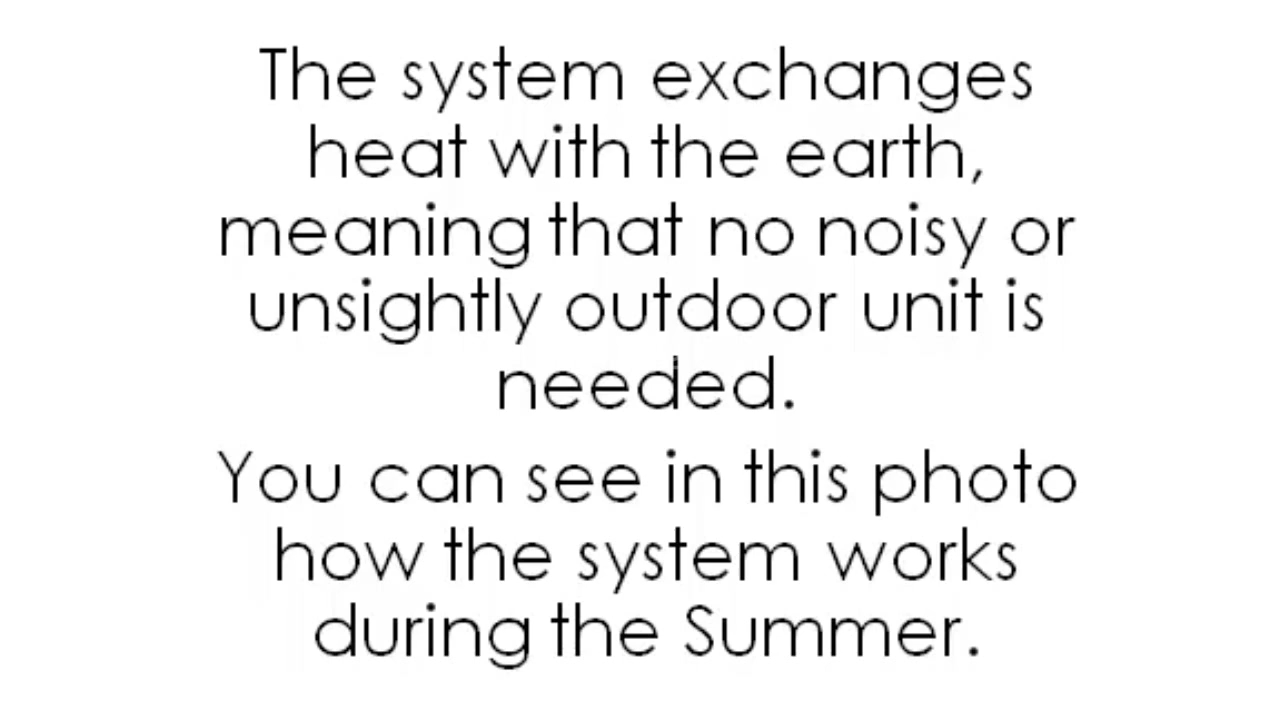 The system exchanges
heat with the earth,
meaning that no noisy or
unsightly outdoor unit is
needed.
You can see in this photo
how the system works
during the Summer.